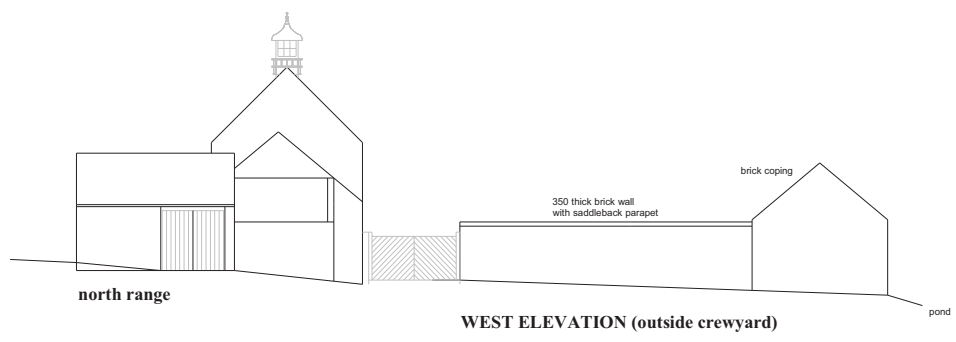 brick coping
350 thick brick wall
with saddleback parapet
north range
pond
WEST ELEVATION (outside crewyard)